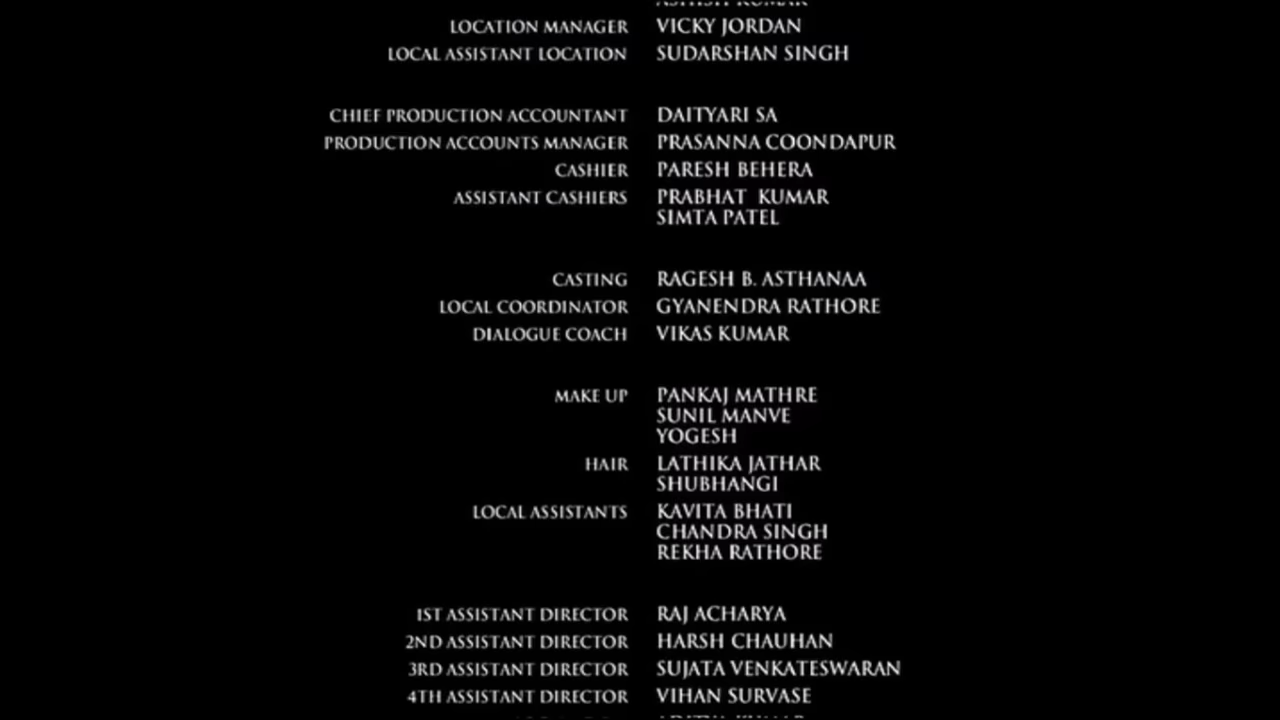 ASHISH KUMAR
LOCATION MANAGER VICKY JORDAN
LOCAL ASSISTANT LOCATION SUDARSHAN SINGH
CHIEF PRODUCTION ACCOUNTANT DAITYARI SA
PRODUCTION ACCOUNTS MANAGER PRASANNA COONDAPUR
CASHIER PARESH BEHERA
ASSISTANT CASHIERS PRABHAT KUMAR
SIMTA PATEL
CASTING RAGESH B. ASTHANAA
LOCAL COORDINATOR GYANENDRA RATHORE
DIALOGUE COACH VIKAS KUMAR
MAKE UP PANKAJ MATHRE
SUNIL MANVE
YOGESH
HAIR LATHIKA JATHAR
SHUBHANGI
LOCAL ASSISTANTS KAVITA BHATI
CHANDRA SINGH
REKHA RATHORE
1ST ASSISTANT DIRECTOR RAJ ACHARYA
2ND ASSISTANT DIRECTOR HARSH CHAUHAN
3RD ASSISTANT DIRECTOR SUJATA VENKATESWARAN
4TH ASSISTANT DIRECTOR VIHAN SURVASE